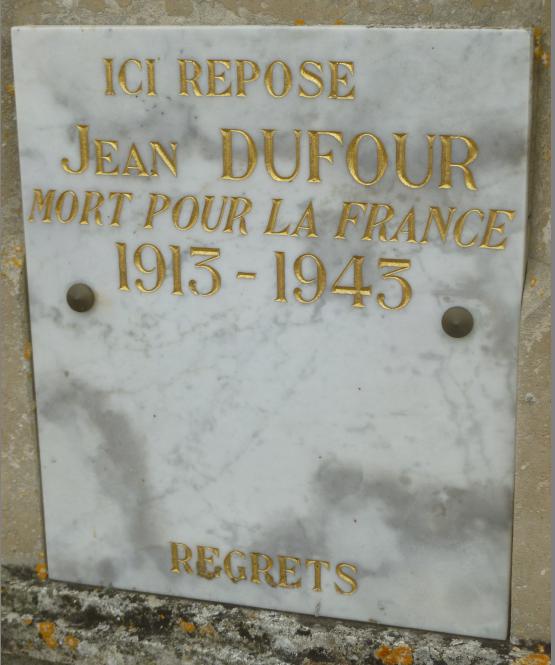 ICI REPOSE
JEAN DUFOUR
MORT POUR LA FRANCE
1913-1943
REGRETS